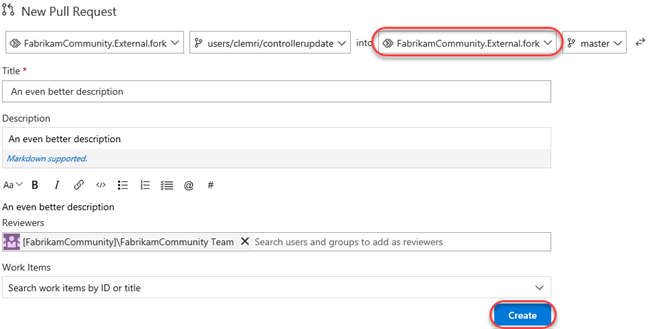 New Pull Request
FabrikamCommunity.External.fork users/clemri/controllerupdate into FabrikamCommunity.External.fork master
Title *
An even better description
Description
An even better description
Markdown supported.
Aa B I </> @ #
An even better description
Reviewers
[FabrikamCommunity]\FabrikamCommunity Team X Search users and groups to add as reviewers
Work Items
Search work items by ID or title
Create